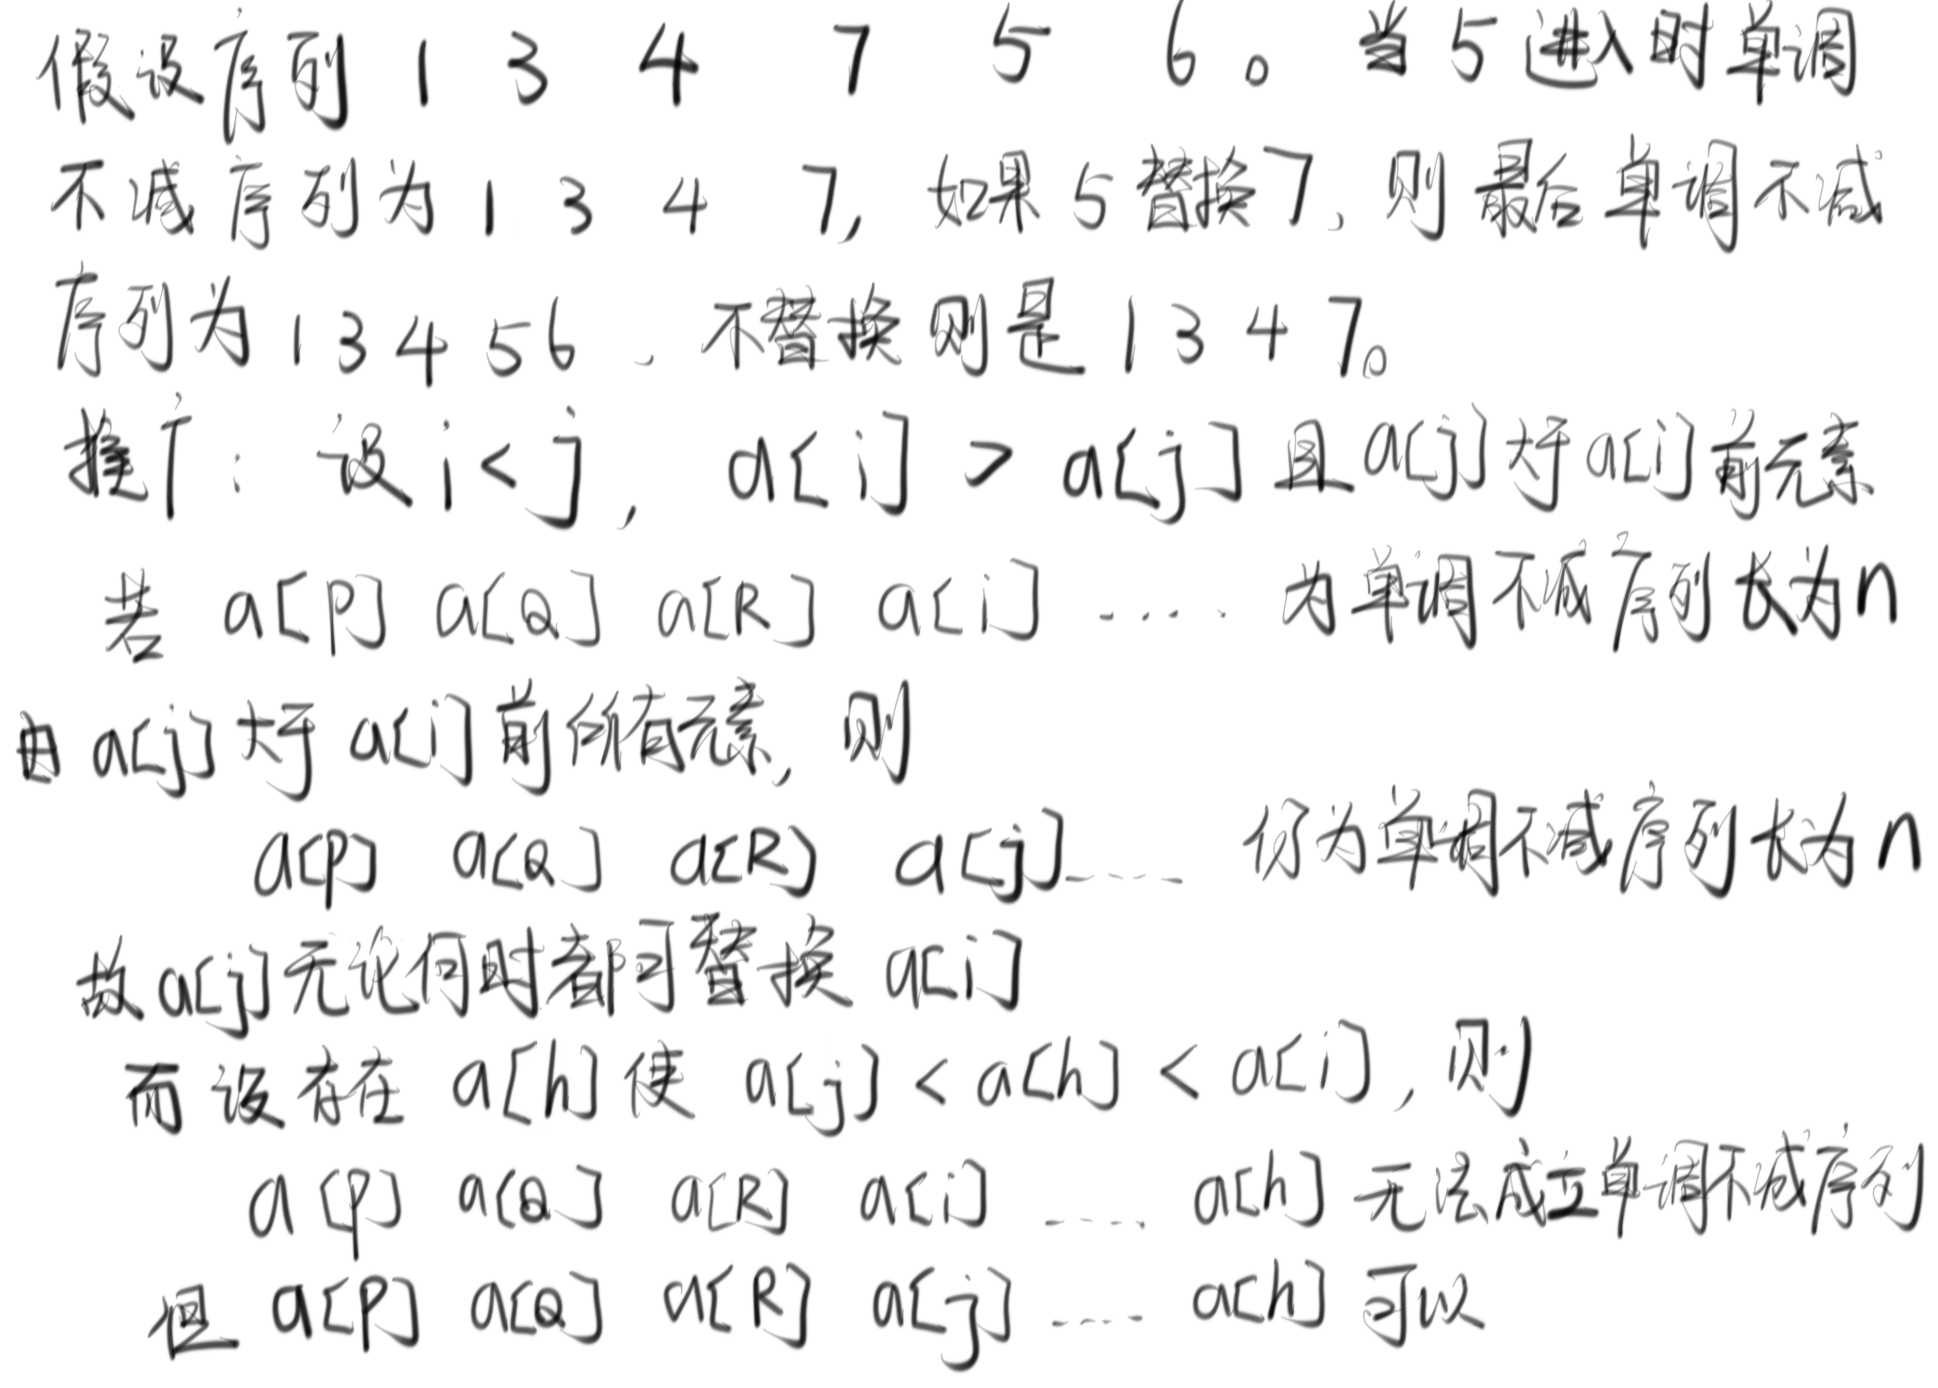 假设序列 1 3 4 7 5 6。当5进入时单调
不减序列为 1 3 4 7, 如果5替换7, 则最后单调不减
序列为 1 3 4 5 6 、不替换则是 1 3 4 7。
推广: 设 i < j, a[i] > a[j] 且 a[j] 大于 a[i] 前元素
若 a[P] a[Q] a[R] a[i] ····· 为单调不减序列长为n
由 a[j] 大于 a[i] 前所有元素, 则
a[P] a[Q] a[R] a[j] ····· 仍为单调不减序列长为n
故 a[j] 无论何时都可替换 a[i]
而设存在 a[h] 使 a[j] < a[h] < a[i], 则
a[P] a[Q] a[R] a[i] ····· a[h] 无法成立单调不减序列
但 a[P] a[Q] a[R] a[j] ····· a[h] 可以